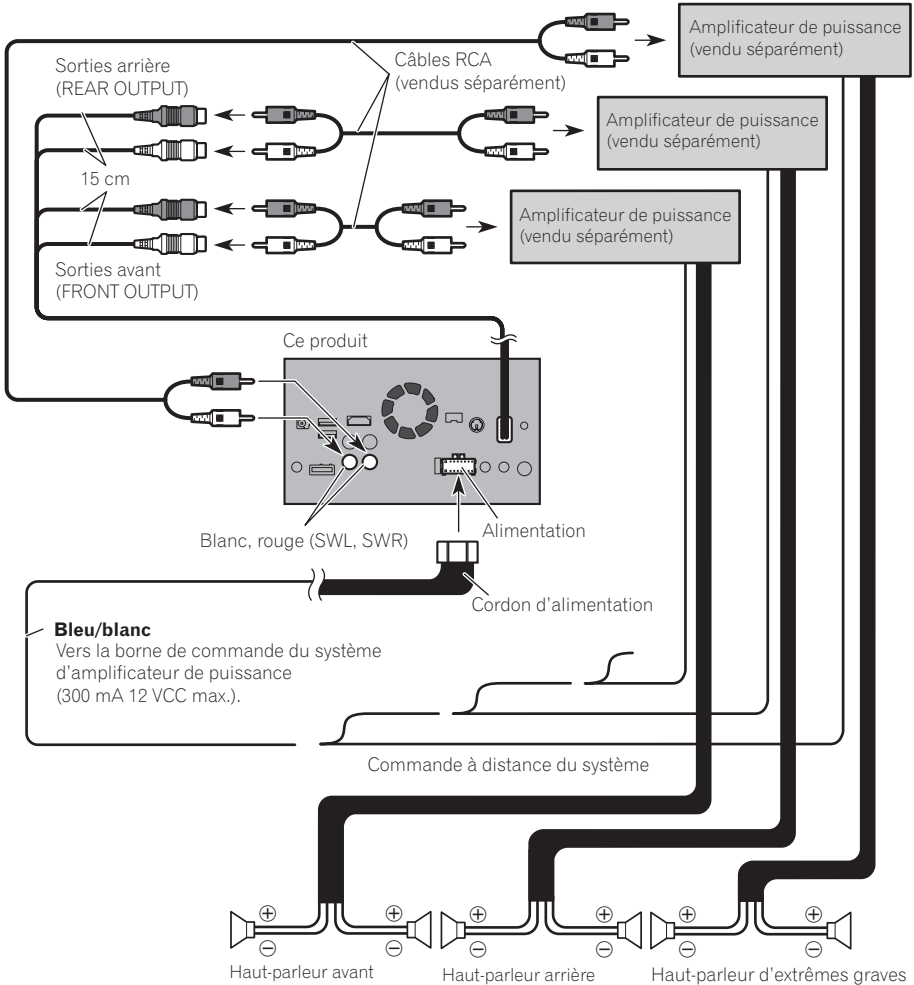 Amplificateur de puissance
(vendu séparément)
Sorties arrière
(REAR OUTPUT)
Câbles RCA
(vendus séparément)
Amplificateur de puissance
(vendu séparément)
15 cm
Amplificateur de puissance
(vendu séparément)
Sorties avant
(FRONT OUTPUT)
Ce produit
Blanc, rouge (SWL, SWR)
Alimentation
Cordon d'alimentation
Bleu/blanc
Vers la borne de commande du système
d'amplificateur de puissance
(300 mA 12 VCC max.).
Commande à distance du système
+ + + + + +
− − − − − −
Haut-parleur avant
Haut-parleur arrière
Haut-parleur d'extrêmes graves